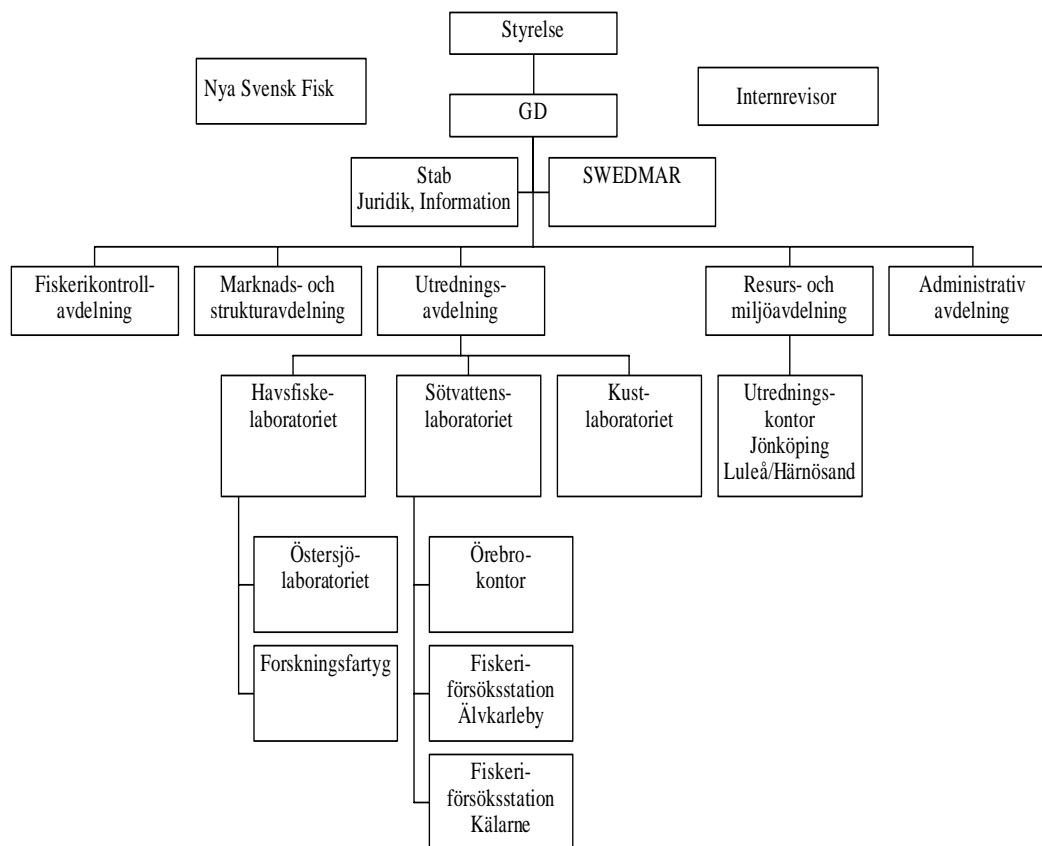 Styrelse
Nya Svensk Fisk
Internrevisor
GD
Stab
Juridik, Information
SWEDMAR
Fiskerikontroll-
avdelning
Marknads- och
strukturavdelning
Utrednings-
avdelning
Resurs- och
miljöavdelning
Administrativ
avdelning
Havsfiske-
laboratoriet
Sötvattens-
laboratoriet
Kust-
laboratoriet
Utrednings-
kontor
Jönköping
Luleå/Härnösand
Östersjö-
laboratoriet
Örebro-
kontor
Forskningsfartyg
Fiskeri-
försöksstation
Älvkarleby
Fiskeri-
försöksstation
Kälarne